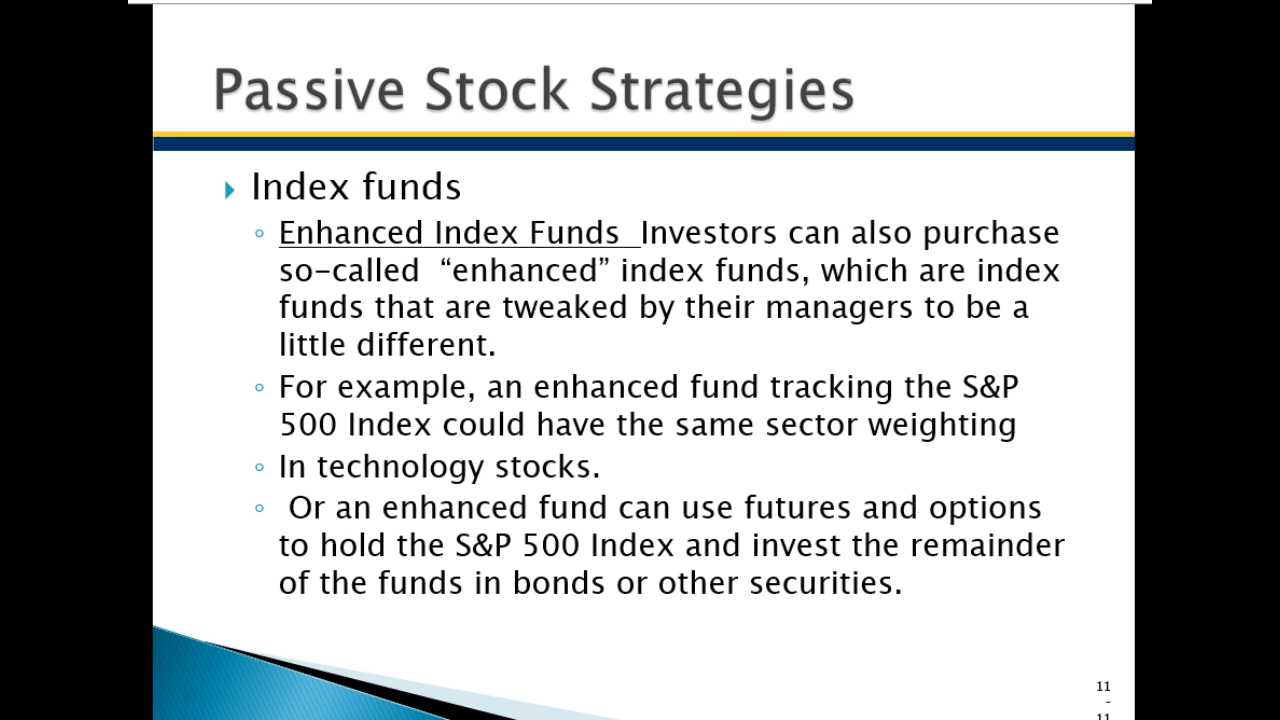 Passive Stock Strategies
Index funds
Enhanced Index Funds Investors can also purchase
so-called “enhanced” index funds, which are index
funds that are tweaked by their managers to be a
little different.
For example, an enhanced fund tracking the S&P
500 Index could have the same sector weighting
In technology stocks.
Or an enhanced fund can use futures and options
to hold the S&P 500 Index and invest the remainder
of the funds in bonds or other securities.
11
-
11